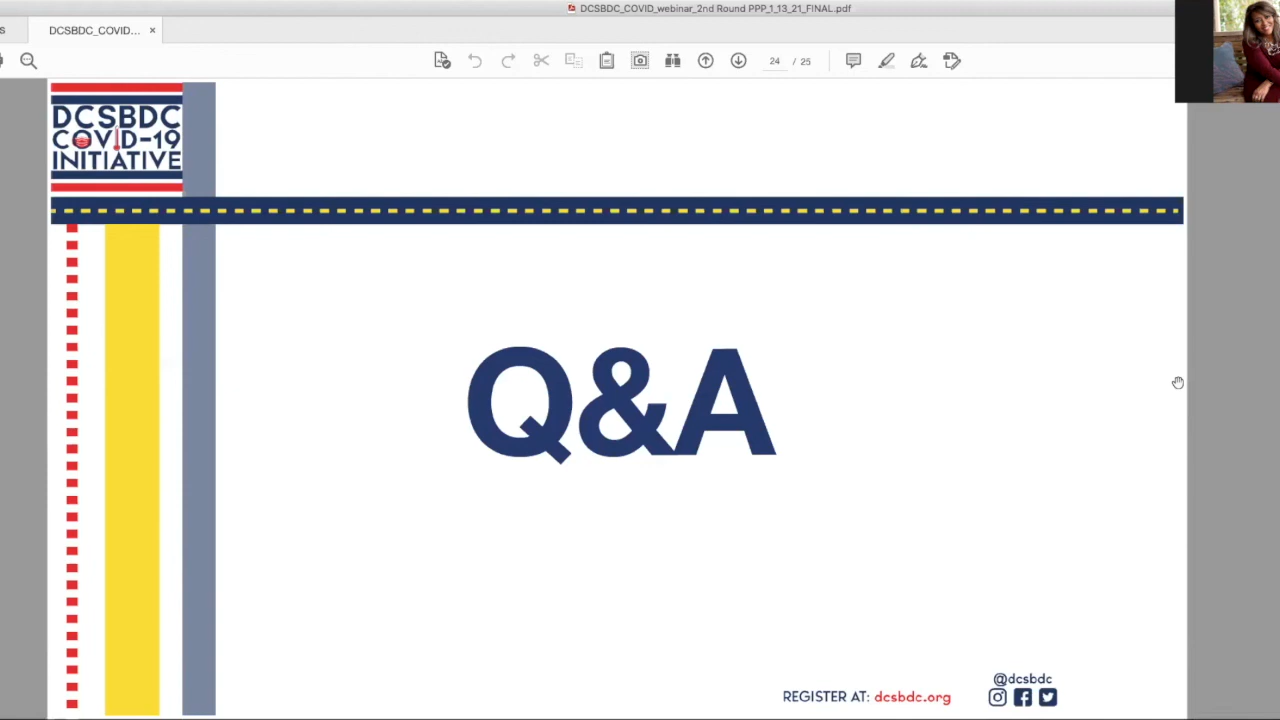 DCSBDC_COVID_webinar_2nd Round PPP_1_13_21_FINAL.pdf
s
DCSBDC_COVID... ×
24 / 25
DCSBDC
COVID-19
INITIATIVE
Q&A
@dcsbdc
REGISTER AT: dcsbdc.org